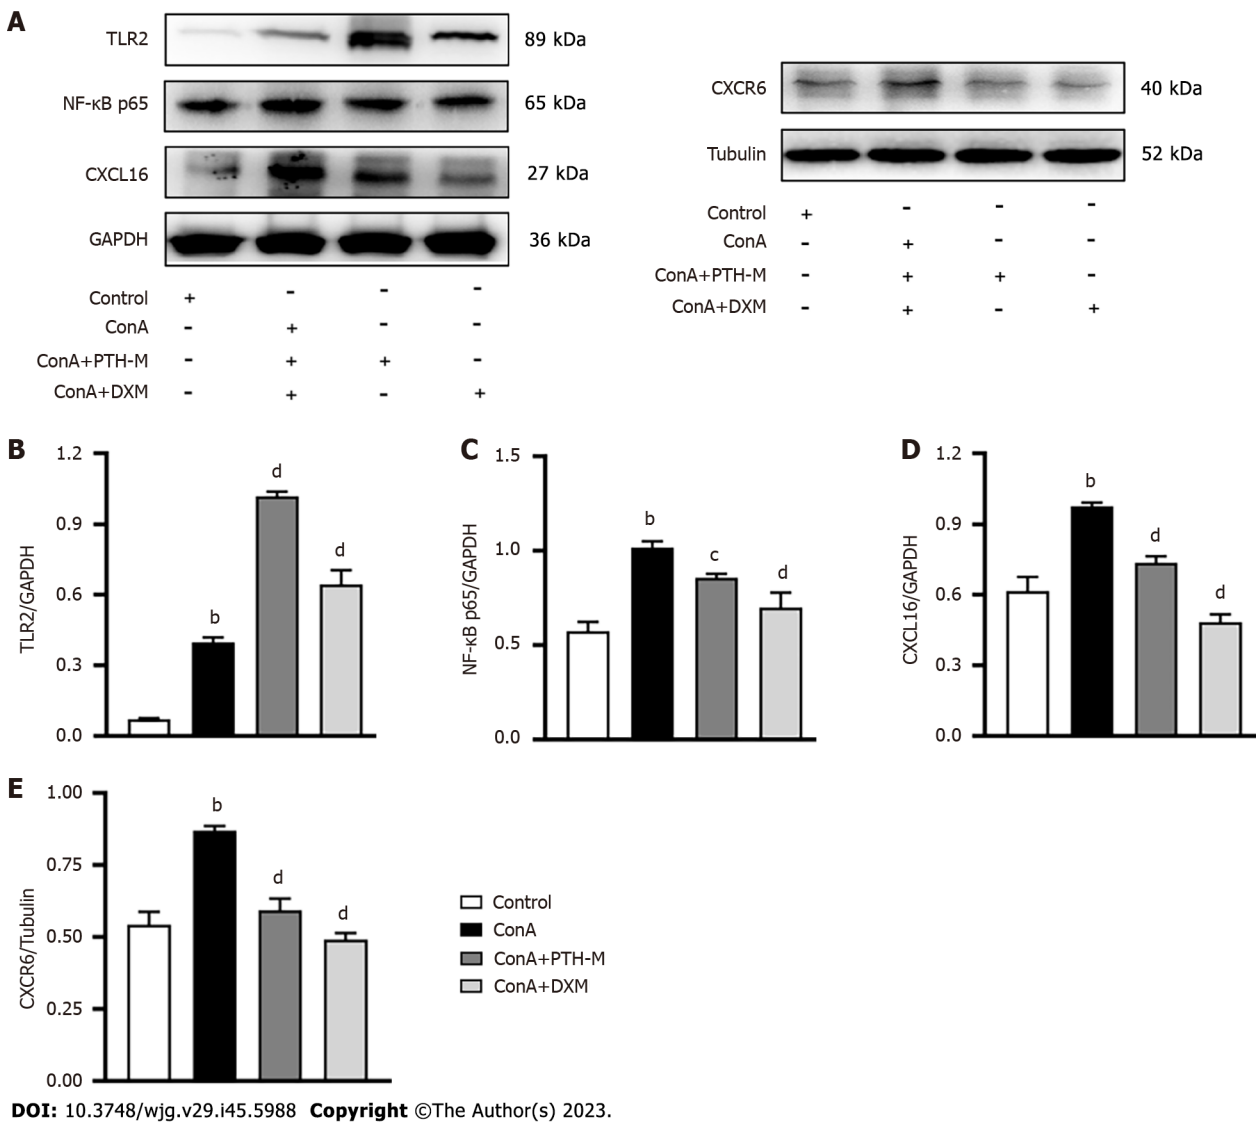 A
TLR2 89 kDa
NF-κB p65 65 kDa
CXCL16 27 kDa
GAPDH 36 kDa
Control + - - -
ConA - + - -
ConA+PTH-M - + + -
ConA+DXM - + - +
CXCR6 40 kDa
Tubulin 52 kDa
Control + - - -
ConA - + - -
ConA+PTH-M - + + -
ConA+DXM - + - +
B
TLR2/GAPDH
1.2
0.9
0.6
0.3
0.0
b
d
d
C
NF-κB p65/GAPDH
1.5
1.0
0.5
0.0
b
c
d
D
CXCL16/GAPDH
1.2
0.9
0.6
0.3
0.0
b
d
d
E
CXCR6/Tubulin
1.00
0.75
0.50
0.25
0.00
b
d
d
Control
ConA
ConA+PTH-M
ConA+DXM
DOI: 10.3748/wjg.v29.i45.5988 Copyright ©The Author(s) 2023.